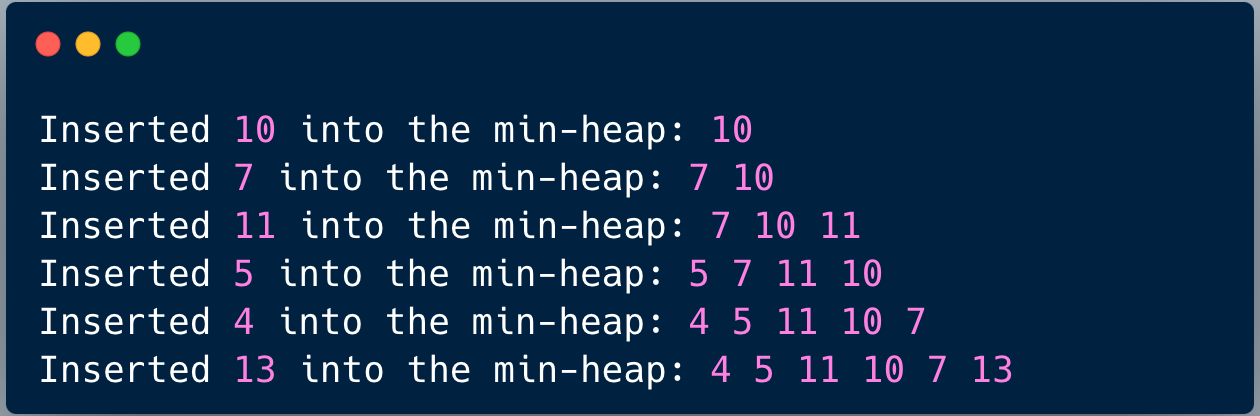 Inserted 10 into the min-heap: 10
Inserted 7 into the min-heap: 7 10
Inserted 11 into the min-heap: 7 10 11
Inserted 5 into the min-heap: 5 7 11 10
Inserted 4 into the min-heap: 4 5 11 10 7
Inserted 13 into the min-heap: 4 5 11 10 7 13